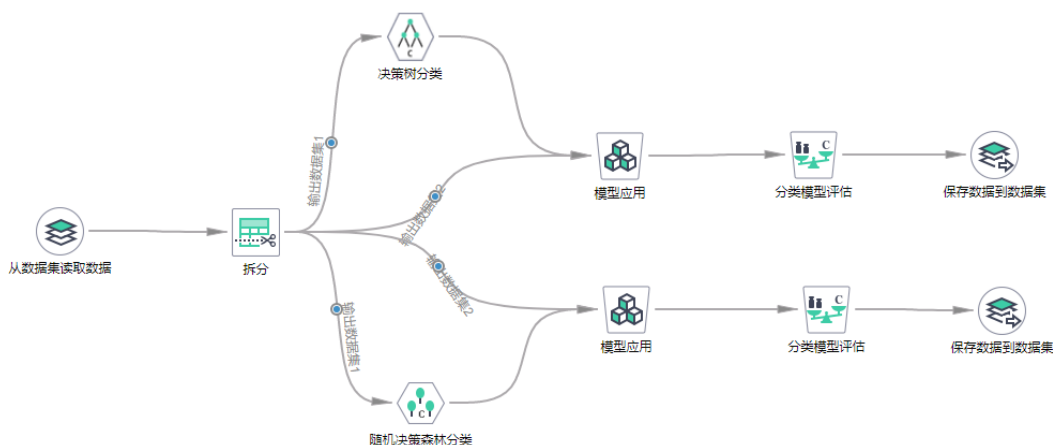 C
决策树分类
输出数据集1
输出数据集2
模型应用
C
分类模型评估
保存数据到数据集
从数据集读取数据
拆分
输出数据集2
输出数据集1
模型应用
C
分类模型评估
保存数据到数据集
C
随机决策森林分类